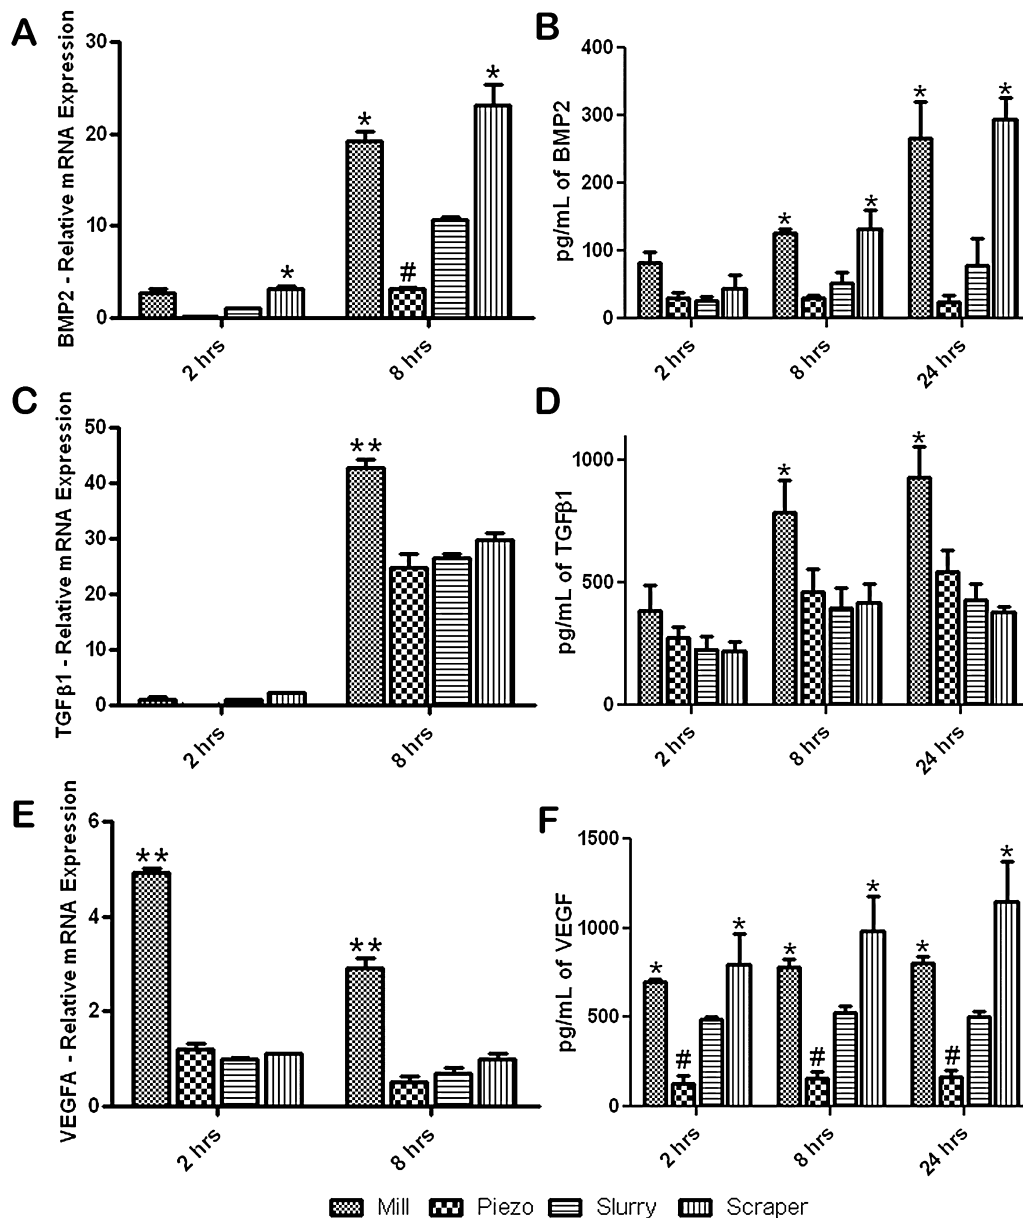 A
BMP2 - Relative mRNA Expression
30
20
10
0
*
*
#
*
2 hrs
8 hrs
B
pg/mL of BMP2
400
300
200
100
0
*
*
*
*
2 hrs
8 hrs
24 hrs
C
TGFβ1 - Relative mRNA Expression
50
40
30
20
10
0
**
2 hrs
8 hrs
D
pg/mL of TGFβ1
1000
500
0
*
*
2 hrs
8 hrs
24 hrs
E
VEGFA - Relative mRNA Expression
6
4
2
0
**
**
2 hrs
8 hrs
F
pg/mL of VEGF
1500
1000
500
0
*
#
*
*
#
*
*
#
*
2 hrs
8 hrs
24 hrs
Mill Piezo Slurry Scraper